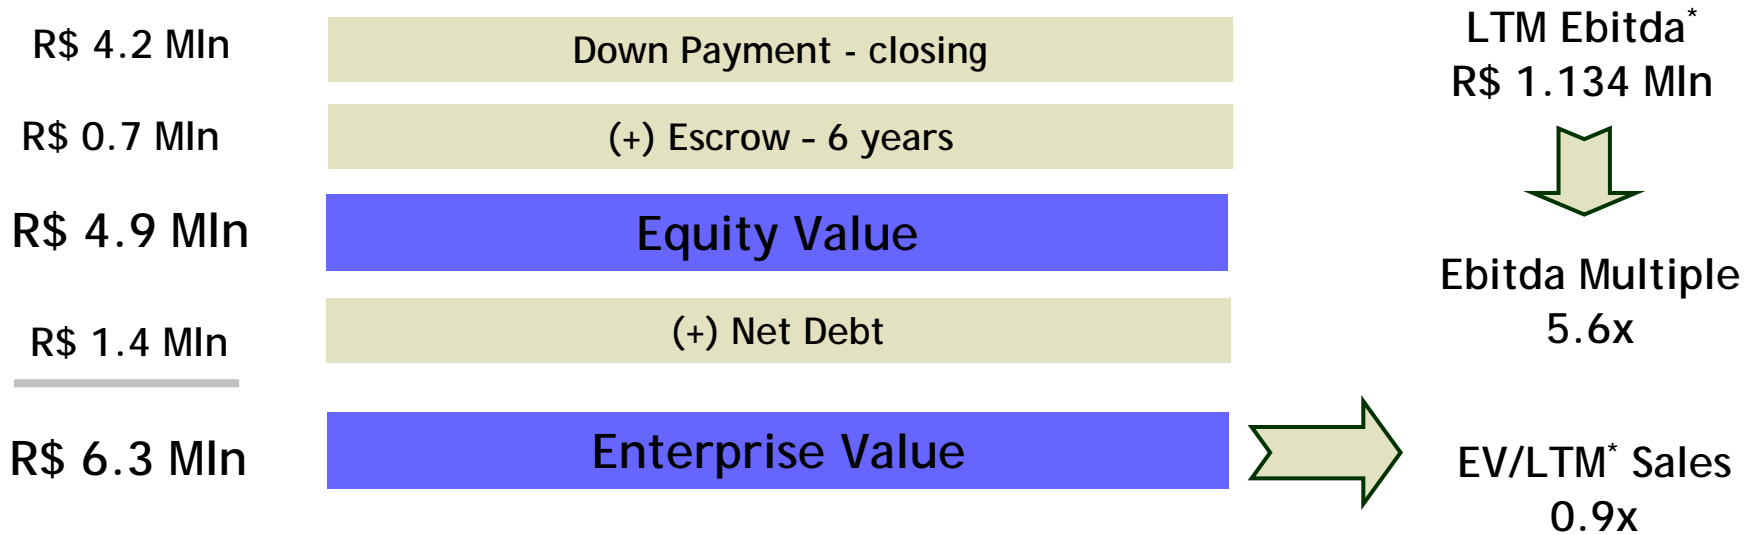 R$ 4.2 Mln
Down Payment - closing
R$ 0.7 Mln
(+) Escrow – 6 years
R$ 4.9 Mln
Equity Value
R$ 1.4 Mln
(+) Net Debt
R$ 6.3 Mln
Enterprise Value
LTM Ebitda*
R$ 1.134 Mln
Ebitda Multiple
5.6x
EV/LTM* Sales
0.9x